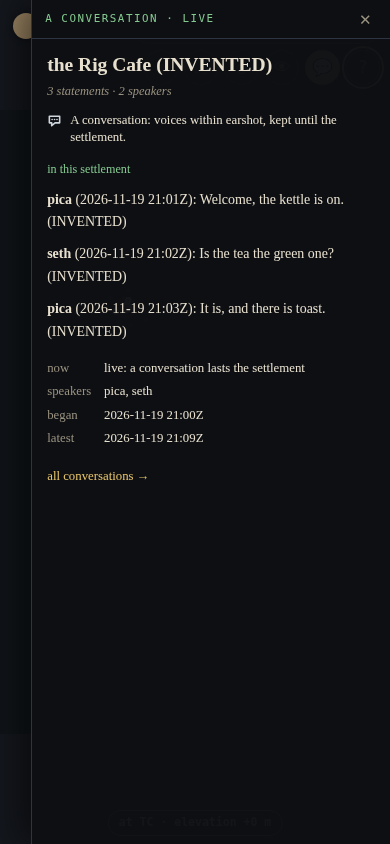 A CONVERSATION · LIVE ✕
the Rig Cafe (INVENTED)
3 statements · 2 speakers
A conversation: voices within earshot, kept until the
settlement.
in this settlement
pica (2026-11-19 21:01Z): Welcome, the kettle is on.
(INVENTED)
seth (2026-11-19 21:02Z): Is the tea the green one?
(INVENTED)
pica (2026-11-19 21:03Z): It is, and there is toast.
(INVENTED)
now live: a conversation lasts the settlement
speakers pica, seth
began 2026-11-19 21:00Z
latest 2026-11-19 21:09Z
all conversations →